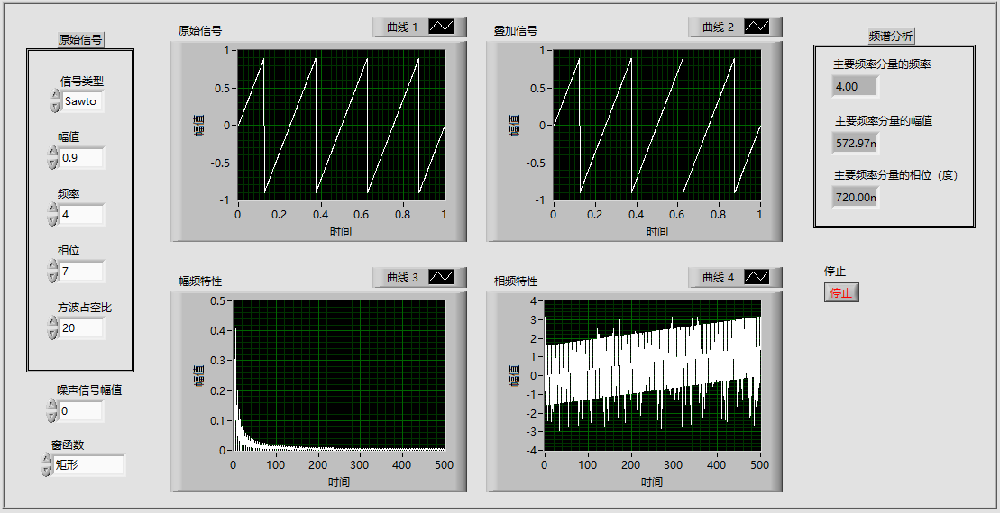 原始信号
信号类型
Sawto
幅值
0.9
频率
4
相位
7
方波占空比
20
噪声信号幅值
0
窗函数
矩形
原始信号
曲线 1
幅值
1
0.5
0
-0.5
-1
0 0.2 0.4 0.6 0.8 1
时间
叠加信号
曲线 2
幅值
1
0.5
0
-0.5
-1
0 0.2 0.4 0.6 0.8 1
时间
幅频特性
曲线 3
幅值
0.5
0.4
0.3
0.2
0.1
0
0 100 200 300 400 500
时间
相频特性
曲线 4
幅值
4
3
2
1
0
-1
-2
-3
-4
0 100 200 300 400 500
时间
频谱分析
主要频率分量的频率
4.00
主要频率分量的幅值
572.97n
主要频率分量的相位（度）
720.00n
停止
停止